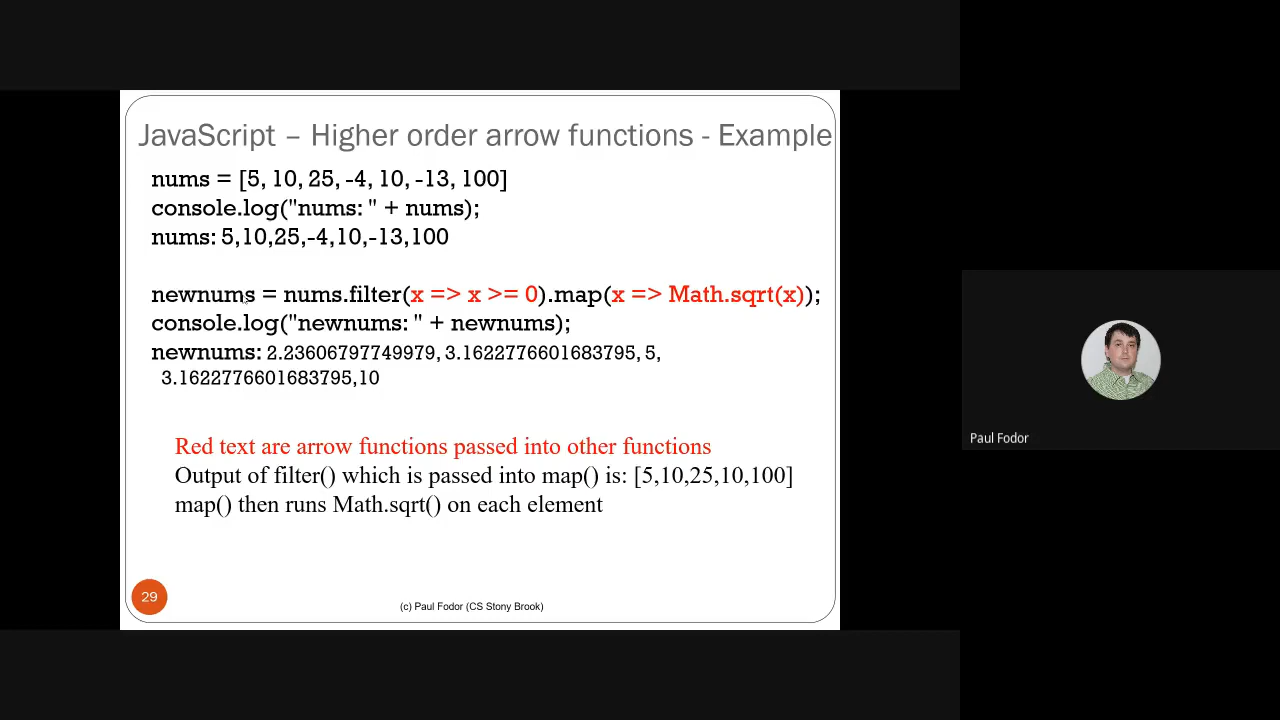 JavaScript – Higher order arrow functions - Example
nums = [5, 10, 25, -4, 10, -13, 100]
console.log("nums: " + nums);
nums: 5,10,25,-4,10,-13,100
newnums = nums.filter(x => x >= 0).map(x => Math.sqrt(x));
console.log("newnums: " + newnums);
newnums: 2.23606797749979, 3.1622776601683795, 5,
3.1622776601683795,10
Red text are arrow functions passed into other functions
Output of filter() which is passed into map() is: [5,10,25,10,100]
map() then runs Math.sqrt() on each element
29
(c) Paul Fodor (CS Stony Brook)
Paul Fodor